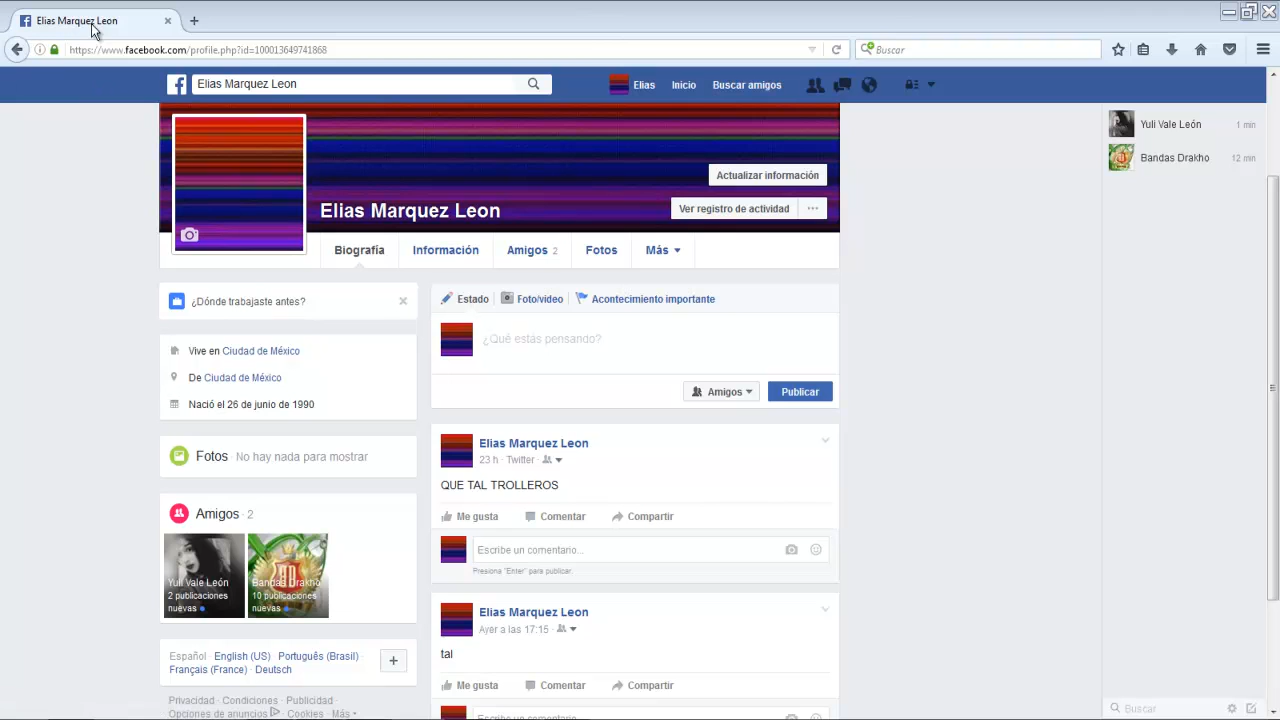 Elias Marquez Leon
https://www.facebook.com/profile.php?id=100013649741868
Buscar
Elias Marquez Leon
Elias
Inicio
Buscar amigos
Yuli Vale León 1 min
Bandas Drakho 12 min
Actualizar información
Elias Marquez Leon
Ver registro de actividad ...
Biografía
Información
Amigos 2
Fotos
Más
¿Dónde trabajaste antes?
Vive en Ciudad de México
De Ciudad de México
Nació el 26 de junio de 1990
Fotos No hay nada para mostrar
Amigos · 2
Yuli Vale León
2 publicaciones
nuevas
Bandas Drakho
10 publicaciones
nuevas
Español · English (US) · Português (Brasil) ·
Français (France) · Deutsch
Privacidad · Condiciones · Publicidad ·
Opciones de anuncios · Cookies · Más
Estado
Foto/video
Acontecimiento importante
¿Qué estás pensando?
Amigos
Publicar
Elias Marquez Leon
23 h · Twitter ·
QUE TAL TROLLEROS
Me gusta
Comentar
Compartir
Escribe un comentario...
Presiona "Enter" para publicar.
Elias Marquez Leon
Ayer a las 17:15 ·
tal
Me gusta
Comentar
Compartir
Escribe un comentario...
Buscar